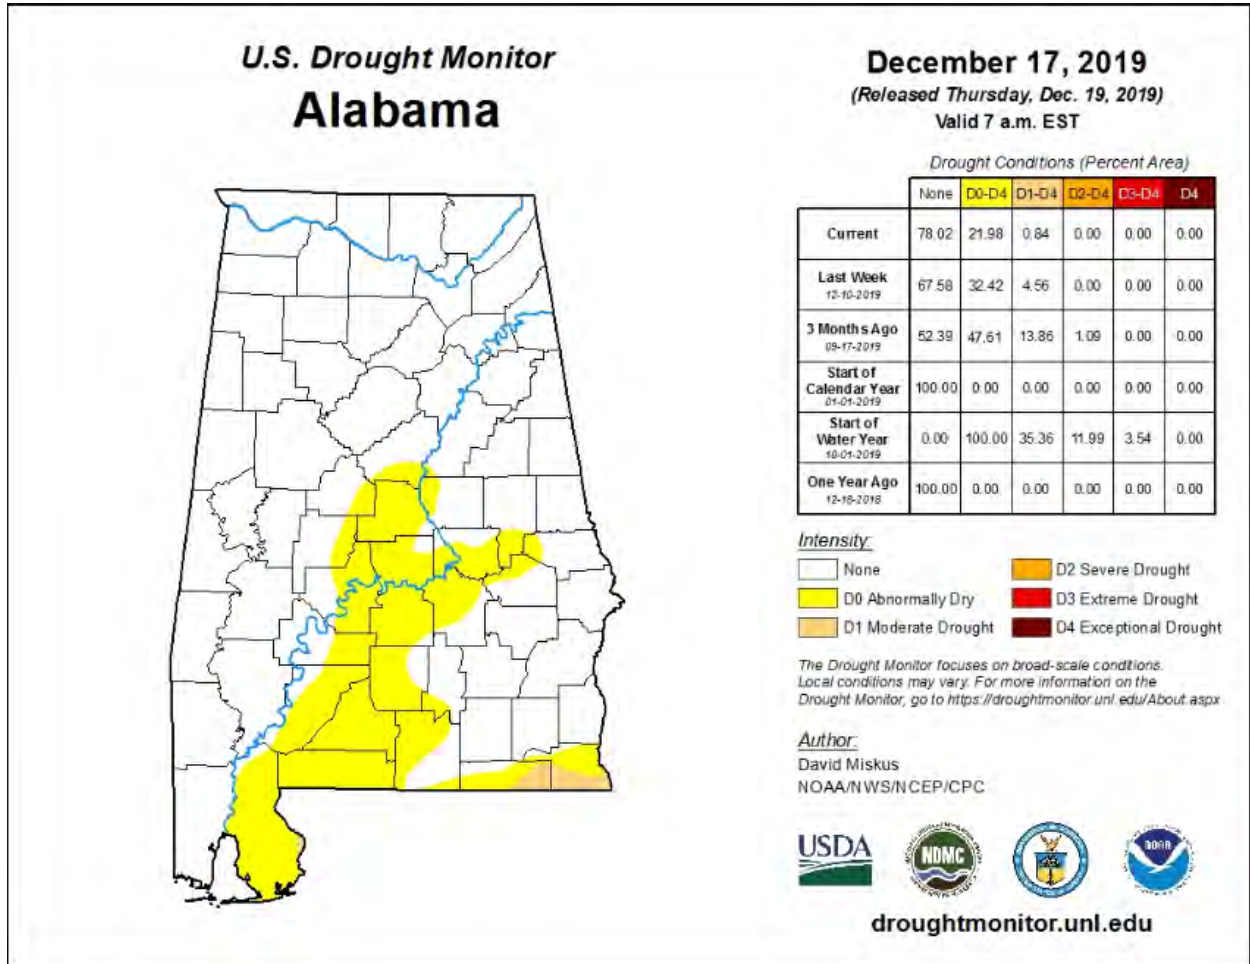 U.S. Drought Monitor
Alabama
December 17, 2019
(Released Thursday, Dec. 19, 2019)
Valid 7 a.m. EST
Drought Conditions (Percent Area)
None D0-D4 D1-D4 D2-D4 D3-D4 D4
Current 78.02 21.98 0.84 0.00 0.00 0.00
Last Week
12-10-2019
67.58 32.42 4.56 0.00 0.00 0.00
3 Months Ago
09-17-2019
52.39 47.61 13.86 1.09 0.00 0.00
Start of
Calendar Year
01-01-2019
100.00 0.00 0.00 0.00 0.00 0.00
Start of
Water Year
10-01-2019
0.00 100.00 35.36 11.99 3.54 0.00
One Year Ago
12-18-2018
100.00 0.00 0.00 0.00 0.00 0.00
Intensity:
None
D0 Abnormally Dry
D1 Moderate Drought
D2 Severe Drought
D3 Extreme Drought
D4 Exceptional Drought
The Drought Monitor focuses on broad-scale conditions.
Local conditions may vary. For more information on the
Drought Monitor, go to https://droughtmonitor.unl.edu/About.aspx
Author:
David Miskus
NOAA/NWS/NCEP/CPC
USDA
NDMC
NOAA
droughtmonitor.unl.edu